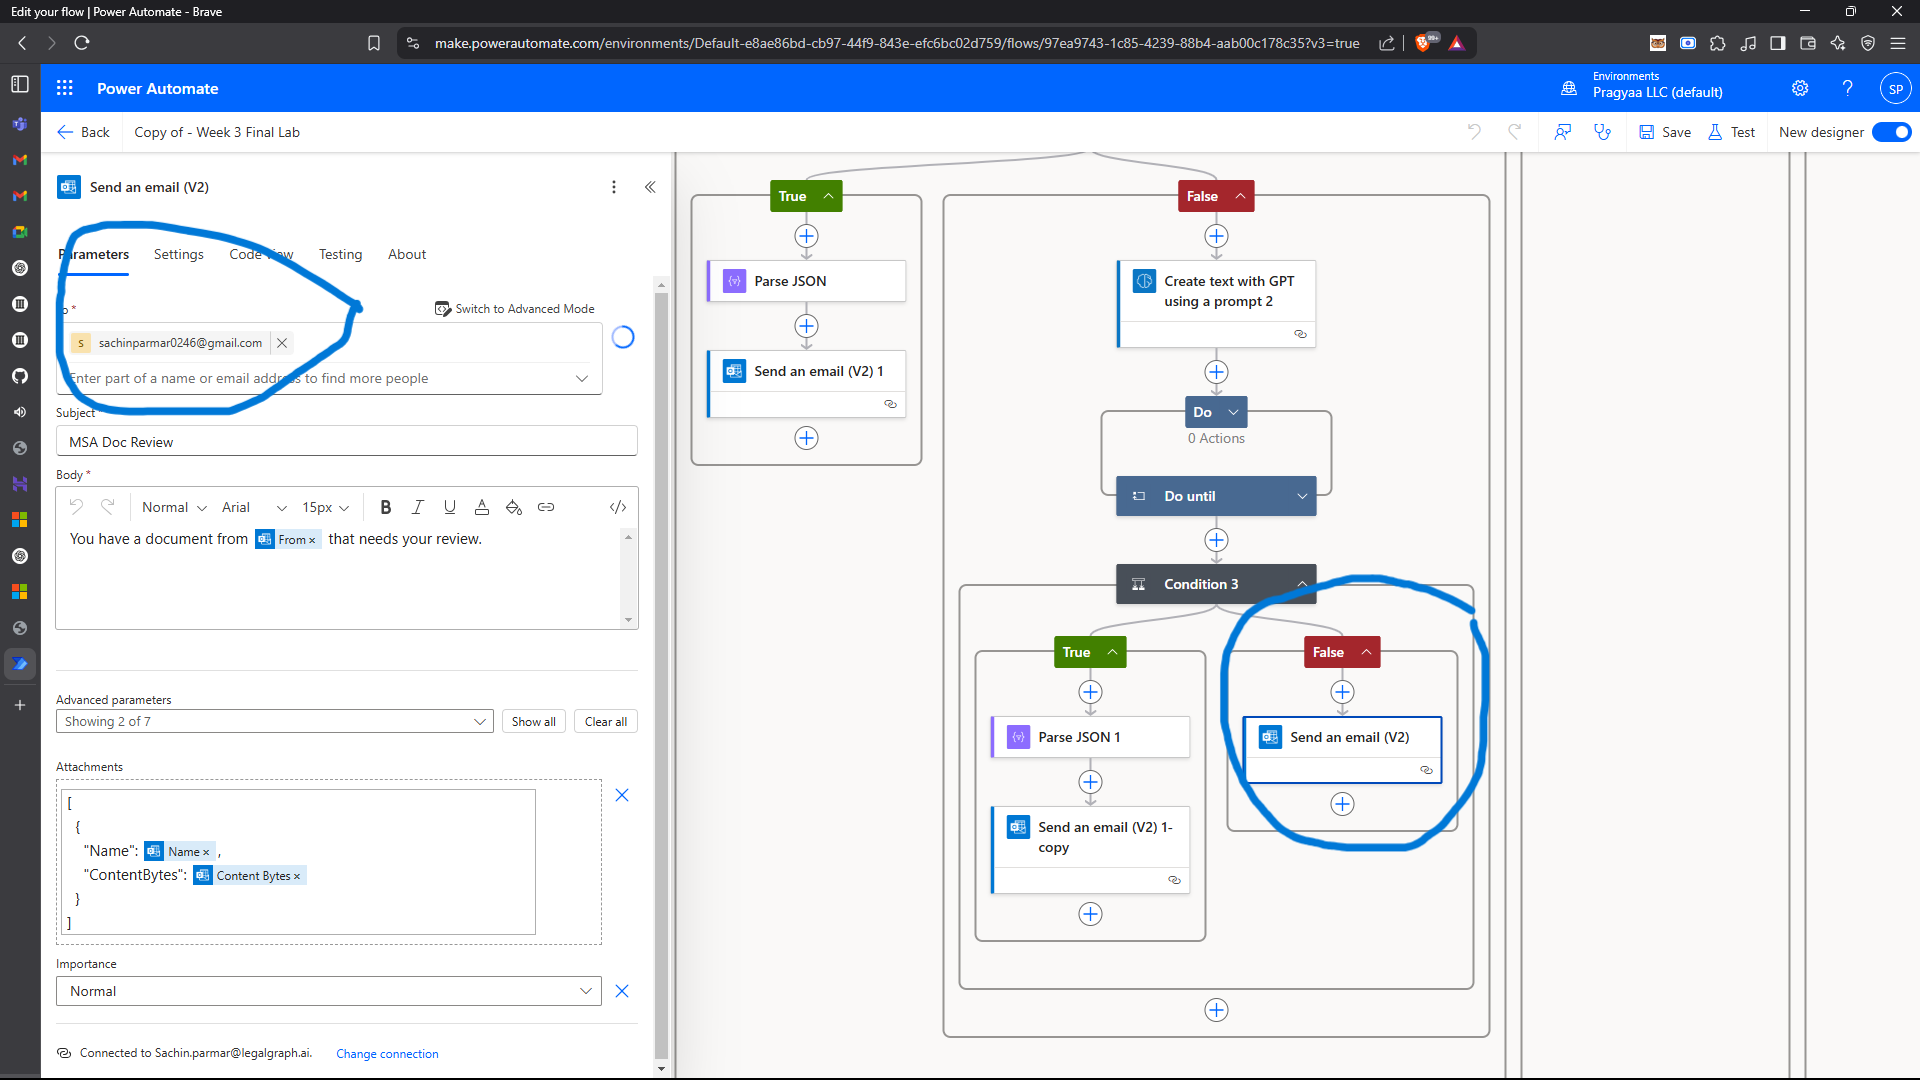 Edit your flow | Power Automate - Brave
make.powerautomate.com/environments/Default-e8ae86bd-cb97-44f9-843e-efc6bc02d759/flows/97ea9743-1c85-4239-88b4-aab00c178c35?v3=true
99+
Power Automate
Environments
Pragyaa LLC (default)
SP
Back
Copy of - Week 3 Final Lab
Save
Test
New designer
Send an email (V2)
Parameters
Settings
Code View
Testing
About
*
Switch to Advanced Mode
S
sachinparmar0246@gmail.com
Enter part of a name or email address to find more people
Subject
MSA Doc Review
Body *
Normal
Arial
15px
B
I
U
A
</>
You have a document from From × that needs your review.
Advanced parameters
Showing 2 of 7
Show all
Clear all
Attachments
[
{
"Name": Name × ,
"ContentBytes": Content Bytes ×
}
]
Importance
Normal
Connected to Sachin.parmar@legalgraph.ai.
Change connection
True
Parse JSON
Send an email (V2) 1
False
Create text with GPT
using a prompt 2
Do
0 Actions
Do until
Condition 3
True
Parse JSON 1
Send an email (V2) 1-
copy
False
Send an email (V2)